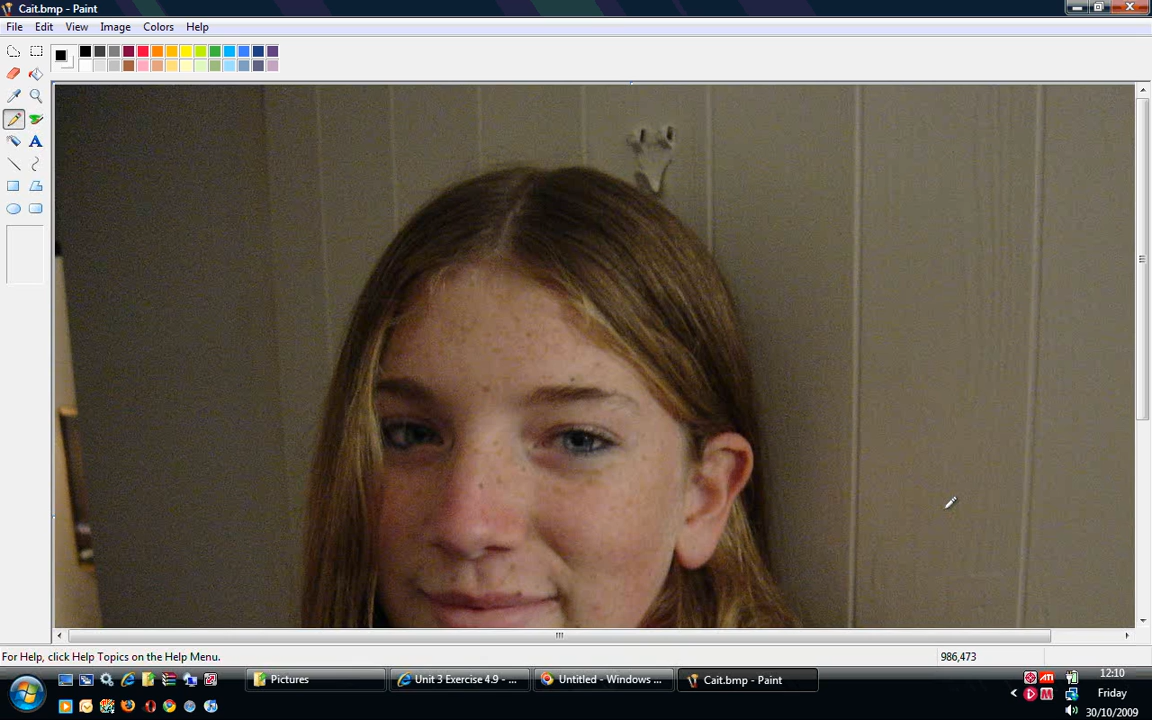 Cait.bmp - Paint
File Edit View Image Colors Help
For Help, click Help Topics on the Help Menu.
986,473
Pictures
Unit 3 Exercise 4.9 - ...
Untitled - Windows ...
Cait.bmp - Paint
12:10
Friday
30/10/2009